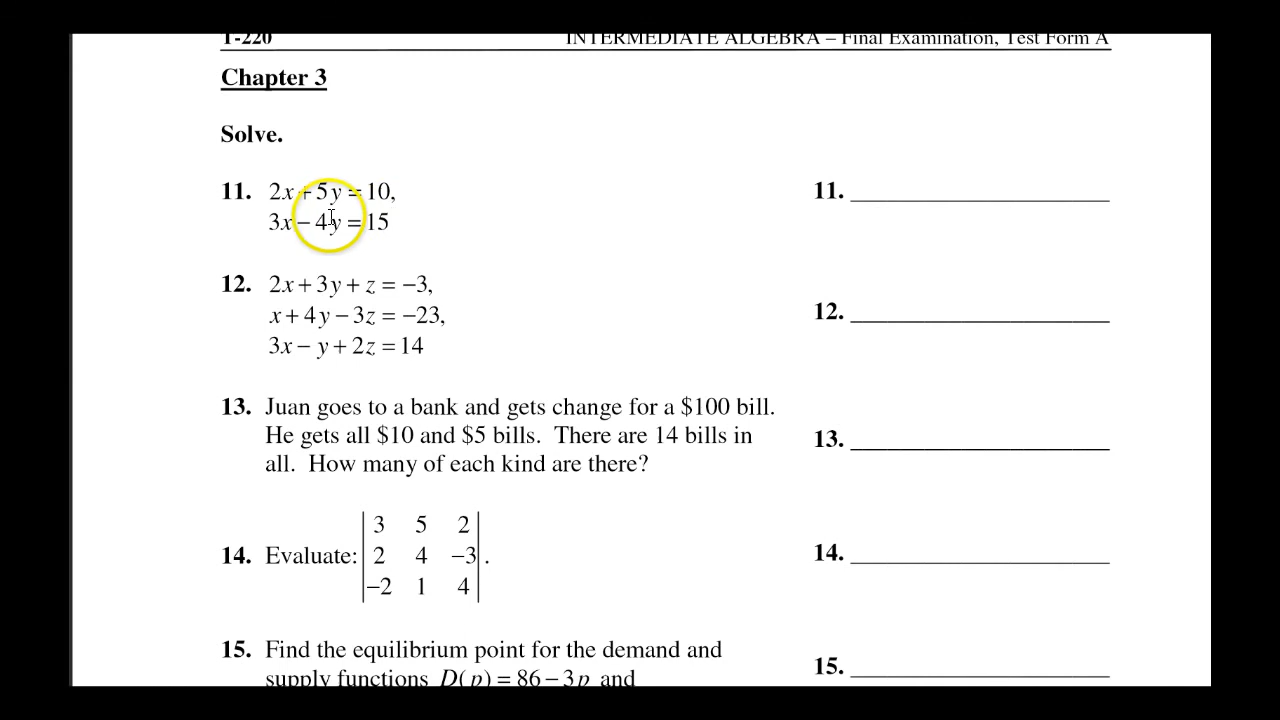 T-220 INTERMEDIATE ALGEBRA – Final Examination, Test Form A
Chapter 3
Solve.
11. 2x + 5y = 10, 11. ____________________
3x − 4y = 15
12. 2x + 3y + z = −3,
x + 4y − 3z = −23, 12. ____________________
3x − y + 2z = 14
13. Juan goes to a bank and gets change for a $100 bill.
He gets all $10 and $5 bills. There are 14 bills in 13. ____________________
all. How many of each kind are there?
3 5 2
14. Evaluate: 2 4 −3 . 14. ____________________
−2 1 4
15. Find the equilibrium point for the demand and 15. ____________________
supply functions D(p) = 86 − 3p and